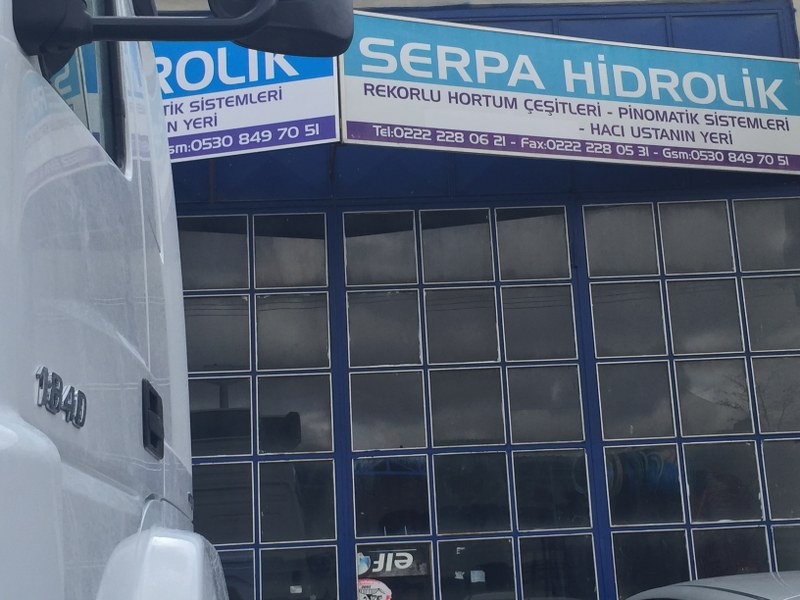 ROLİK
TİK SİSTEMLERİ
N YERİ
sm:0530 849 70 51
SERPA HİDROLİK
REKORLU HORTUM ÇEŞİTLERİ - PİNOMATİK SİSTEMLERİ
- HACI USTANIN YERİ
Tel:0222 228 06 21 - Fax:0222 228 05 31 - Gsm:0530 849 70 51
1840
elf